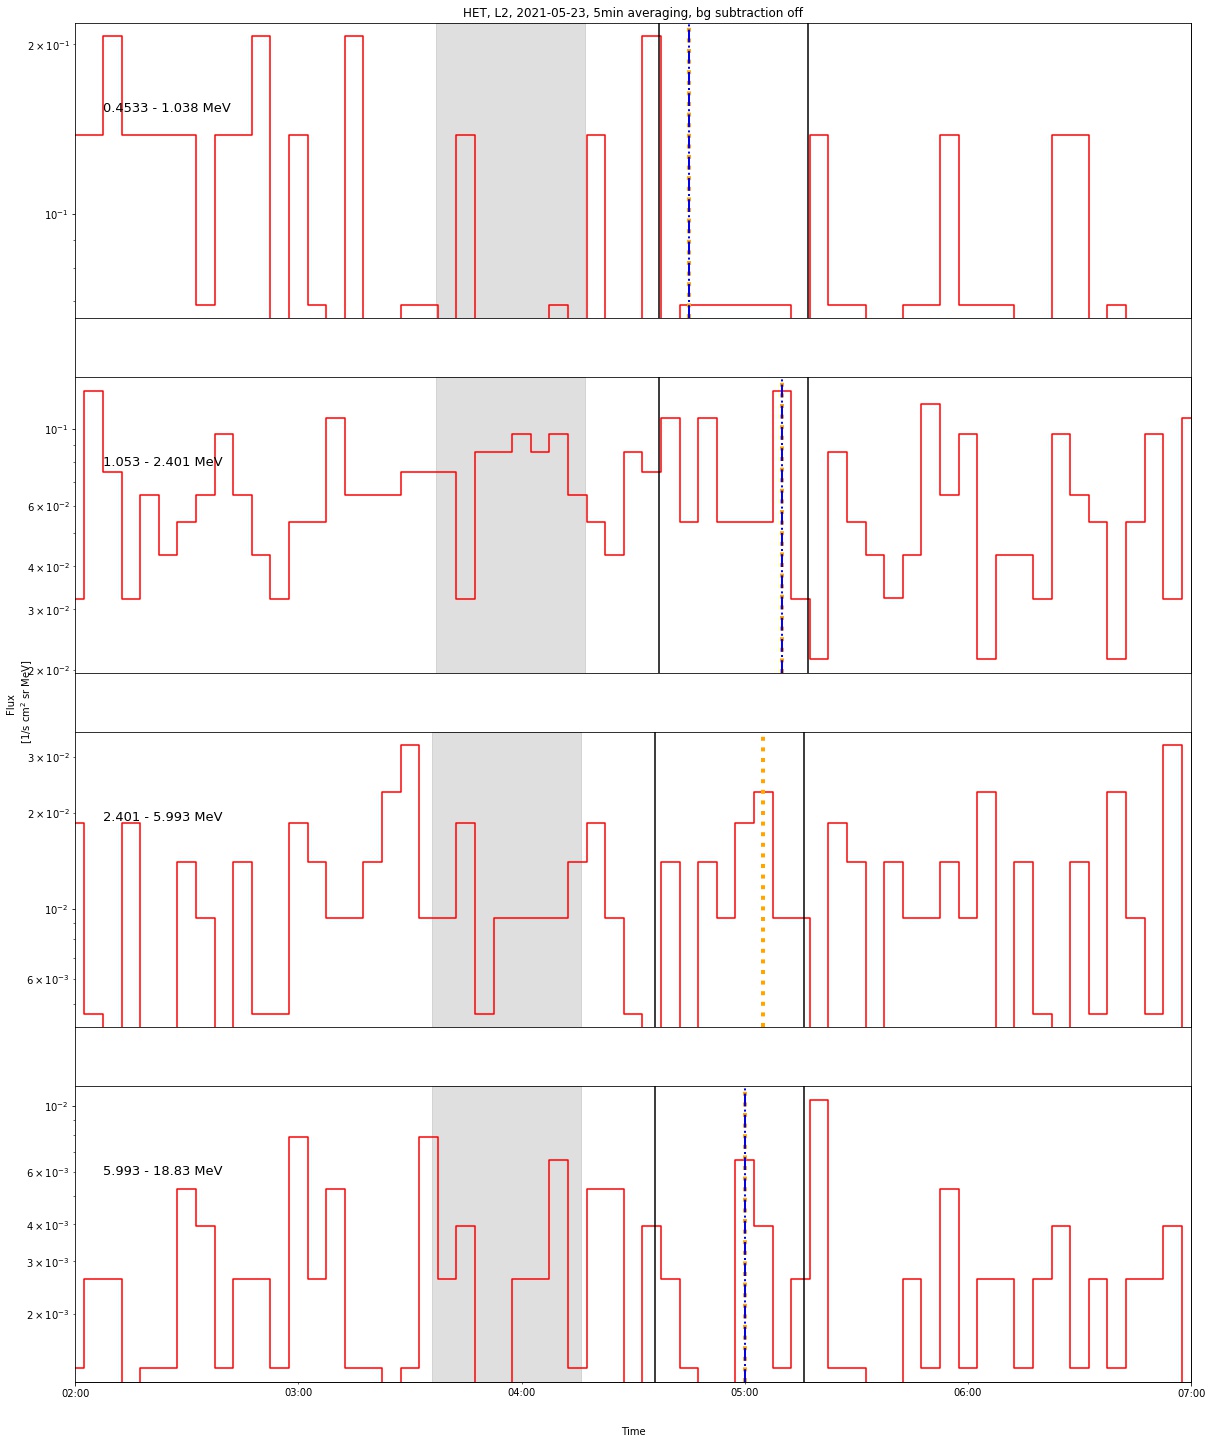 HET, L2, 2021-05-23, 5min averaging, bg subtraction off
2 × 10⁻¹
0.4533 - 1.038 MeV
10⁻¹
10⁻¹
1.053 - 2.401 MeV
6 × 10⁻²
4 × 10⁻²
3 × 10⁻²
2 × 10⁻²
Flux
[1/s cm² sr MeV]
3 × 10⁻²
2 × 10⁻²
2.401 - 5.993 MeV
10⁻²
6 × 10⁻³
10⁻²
6 × 10⁻³
5.993 - 18.83 MeV
4 × 10⁻³
3 × 10⁻³
2 × 10⁻³
02:00 03:00 04:00 05:00 06:00 07:00
Time